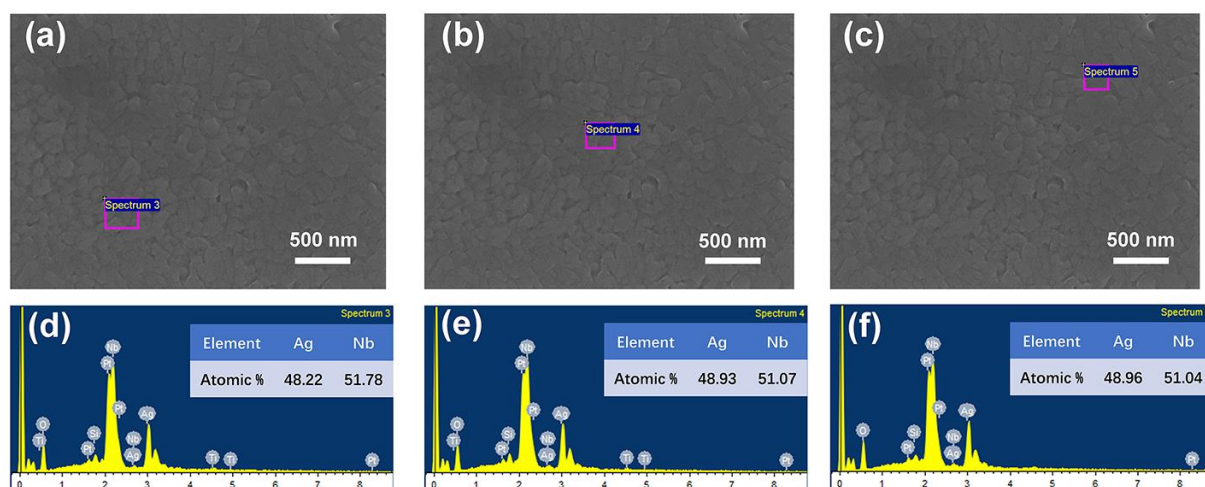 (a)
Spectrum 3
500 nm
(b)
Spectrum 4
500 nm
(c)
Spectrum 5
500 nm
(d)
Spectrum 3
Element Ag Nb
Atomic % 48.22 51.78
Nb
Pt
Pt
O
Ti
Si
Pt
Nb
Ag
Ag
Ti
Ti
Pt
0 1 2 3 4 5 6 7 8
(e)
Spectrum 4
Element Ag Nb
Atomic % 48.93 51.07
Nb
Pt
Pt
O
Ti
Si
Pt
Nb
Ag
Ag
Ti
Ti
Pt
0 1 2 3 4 5 6 7 8
(f)
Spectrum
Element Ag Nb
Atomic % 48.96 51.04
Nb
Pt
Pt
O
Si
Pt
Nb
Ag
Ag
Pt
0 1 2 3 4 5 6 7 8